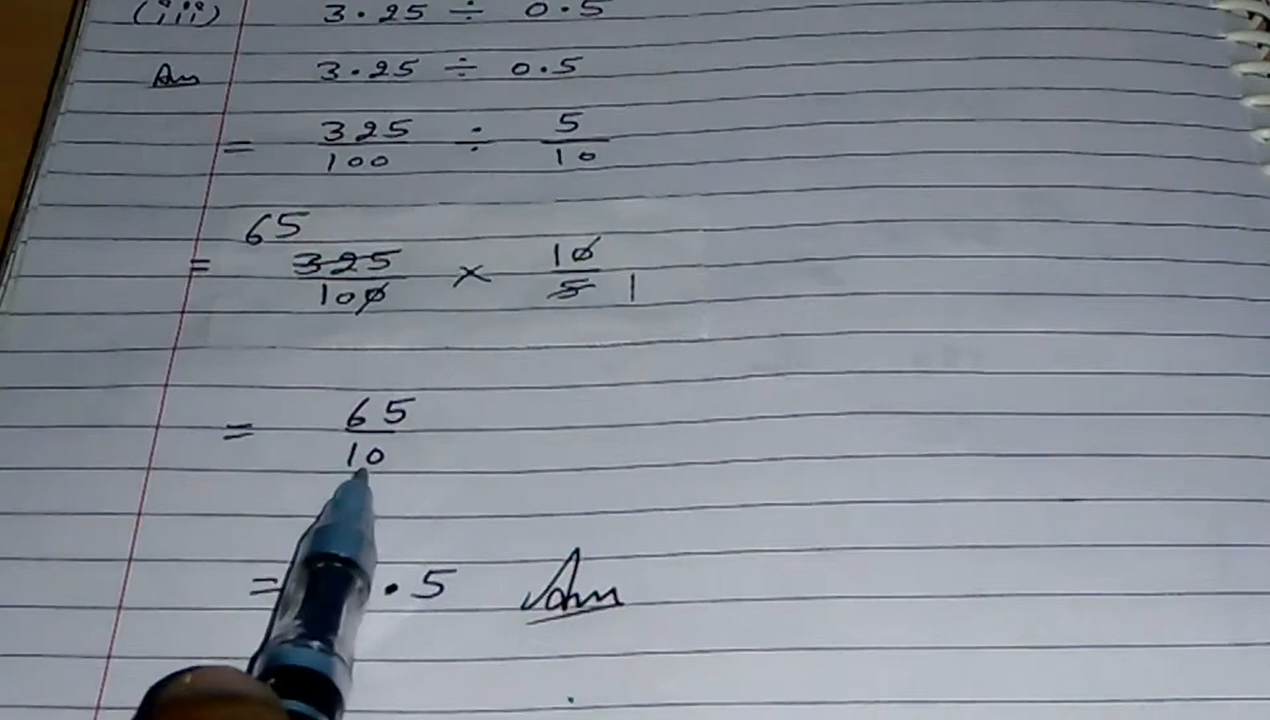 (iii) 3.25 ÷ 0.5
Ans 3.25 ÷ 0.5
= 325/100 ÷ 5/10
65
= 325/100 × 10/5 1
= 65/10
= .5 Ans